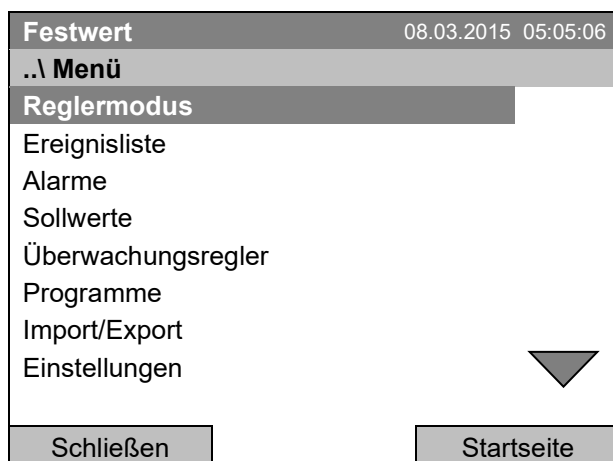 Festwert 08.03.2015 05:05:06
..\ Menü
Reglermodus
Ereignisliste
Alarme
Sollwerte
Überwachungsregler
Programme
Import/Export
Einstellungen
Schließen Startseite